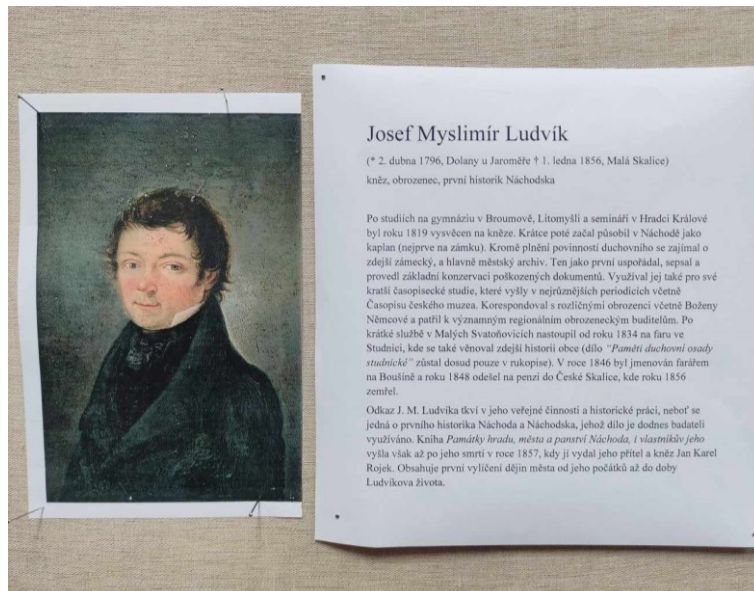 Josef Myslimír Ludvík
(* 2. dubna 1796, Dolany u Jaroměře † 1. ledna 1856, Malá Skalice)
kněz, obrozenec, první historik Náchodska
Po studiích na gymnáziu v Broumově, Litomyšli a semináři v Hradci Králové
byl roku 1819 vysvěcen na kněze. Krátce poté začal působil v Náchodě jako
kaplan (nejprve na zámku). Kromě plnění povinností duchovního se zajímal o
zdejší zámecký, a hlavně městský archiv. Ten jako první uspořádal, sepsal a
provedl základní konzervaci poškozených dokumentů. Využíval jej také pro své
kratší časopisecké studie, které vyšly v nejrůznějších periodicích včetně
Časopisu českého muzea. Korespondoval s rozličnými obrozenci včetně Boženy
Němcové a patřil k významným regionálním obrozeneckým buditelům. Po
krátké službě v Malých Svatoňovicích nastoupil od roku 1834 na faru ve
Studnici, kde se také věnoval zdejší historii obce (dílo "Paměti duchovní osady
studnické" zůstal dosud pouze v rukopise). V roce 1846 byl jmenován farářem
na Boušíně a roku 1848 odešel na penzi do České Skalice, kde roku 1856
zemřel.
Odkaz J. M. Ludvíka tkví v jeho veřejné činnosti a historické práci, neboť se
jedná o prvního historika Náchoda a Náchodska, jehož dílo je dodnes badateli
využíváno. Kniha Památky hradu, města a panství Náchoda, i vlastníkův jeho
vyšla však až po jeho smrti v roce 1857, kdy ji vydal jeho přítel a kněz Jan Karel
Rojek. Obsahuje první vylíčení dějin města od jeho počátků až do doby
Ludvíkova života.